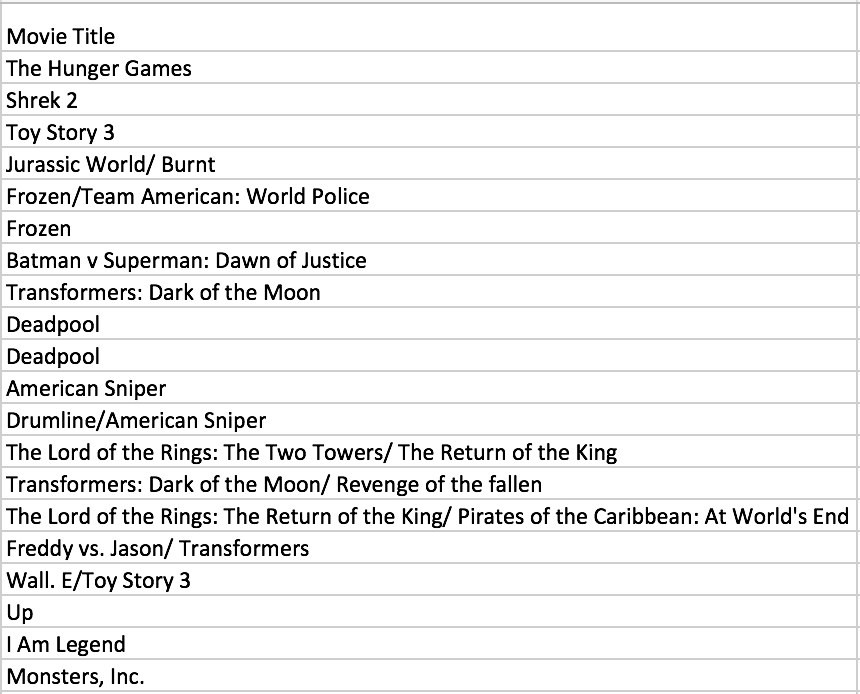 Movie Title
The Hunger Games
Shrek 2
Toy Story 3
Jurassic World/ Burnt
Frozen/Team American: World Police
Frozen
Batman v Superman: Dawn of Justice
Transformers: Dark of the Moon
Deadpool
Deadpool
American Sniper
Drumline/American Sniper
The Lord of the Rings: The Two Towers/ The Return of the King
Transformers: Dark of the Moon/ Revenge of the fallen
The Lord of the Rings: The Return of the King/ Pirates of the Caribbean: At World's End
Freddy vs. Jason/ Transformers
Wall. E/Toy Story 3
Up
I Am Legend
Monsters, Inc.